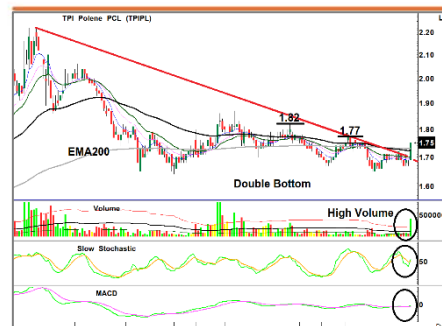 TPI Polene PCL (TPIPL)
2.20
2.10
2.00
1.90
1.82
1.80
1.77
1.75
1.70
EMA200
Double Bottom
1.60
Volume
High Volume
500000
Slow Stochastic
50
MACD
0